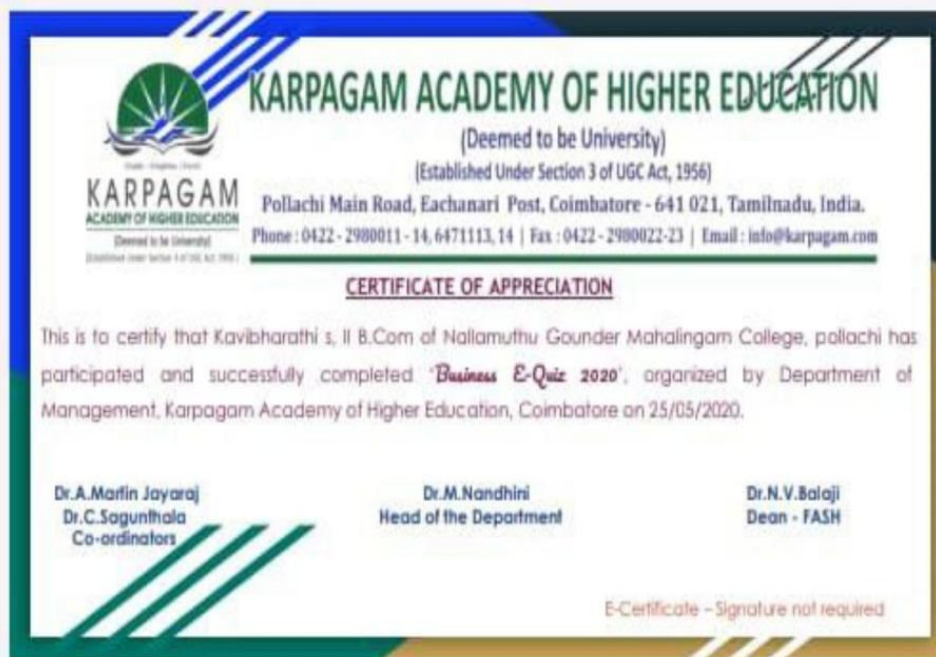 KARPAGAM ACADEMY OF HIGHER EDUCATION
(Deemed to be University)
(Established Under Section 3 of UGC Act, 1956)
Pollachi Main Road, Eachanari Post, Coimbatore - 641 021, Tamilnadu, India.
Phone : 0422 - 2980011 - 14, 6471113, 14 | Fax : 0422 - 2980022-23 | Email : info@karpagam.com
KARPAGAM
ACADEMY OF HIGHER EDUCATION
(Deemed to be University)
CERTIFICATE OF APPRECIATION
This is to certify that Kavibharathi s, II B.Com of Nallamuthu Gounder Mahalingam College, pollachi has
participated and successfully completed 'Business E-Quiz 2020', organized by Department of
Management, Karpagam Academy of Higher Education, Coimbatore on 25/05/2020.
Dr.A.Martin Jayaraj
Dr.C.Sagunthala
Co-ordinators
Dr.M.Nandhini
Head of the Department
Dr.N.V.Balaji
Dean - FASH
E-Certificate – Signature not required